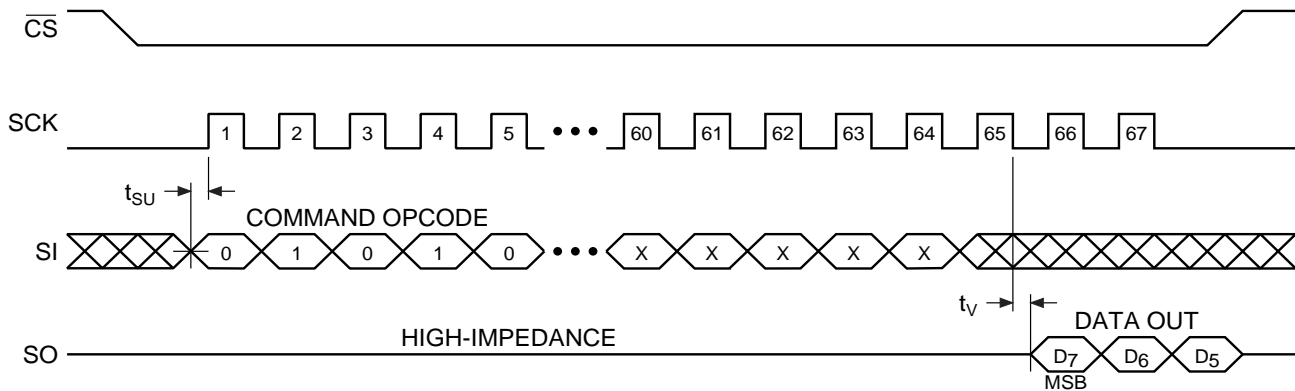 CS
SCK 1 2 3 4 5 ••• 60 61 62 63 64 65 66 67
tSU
COMMAND OPCODE
SI 0 1 0 1 0 ••• X X X X X
tV
DATA OUT
HIGH-IMPEDANCE
SO D7 D6 D5
MSB